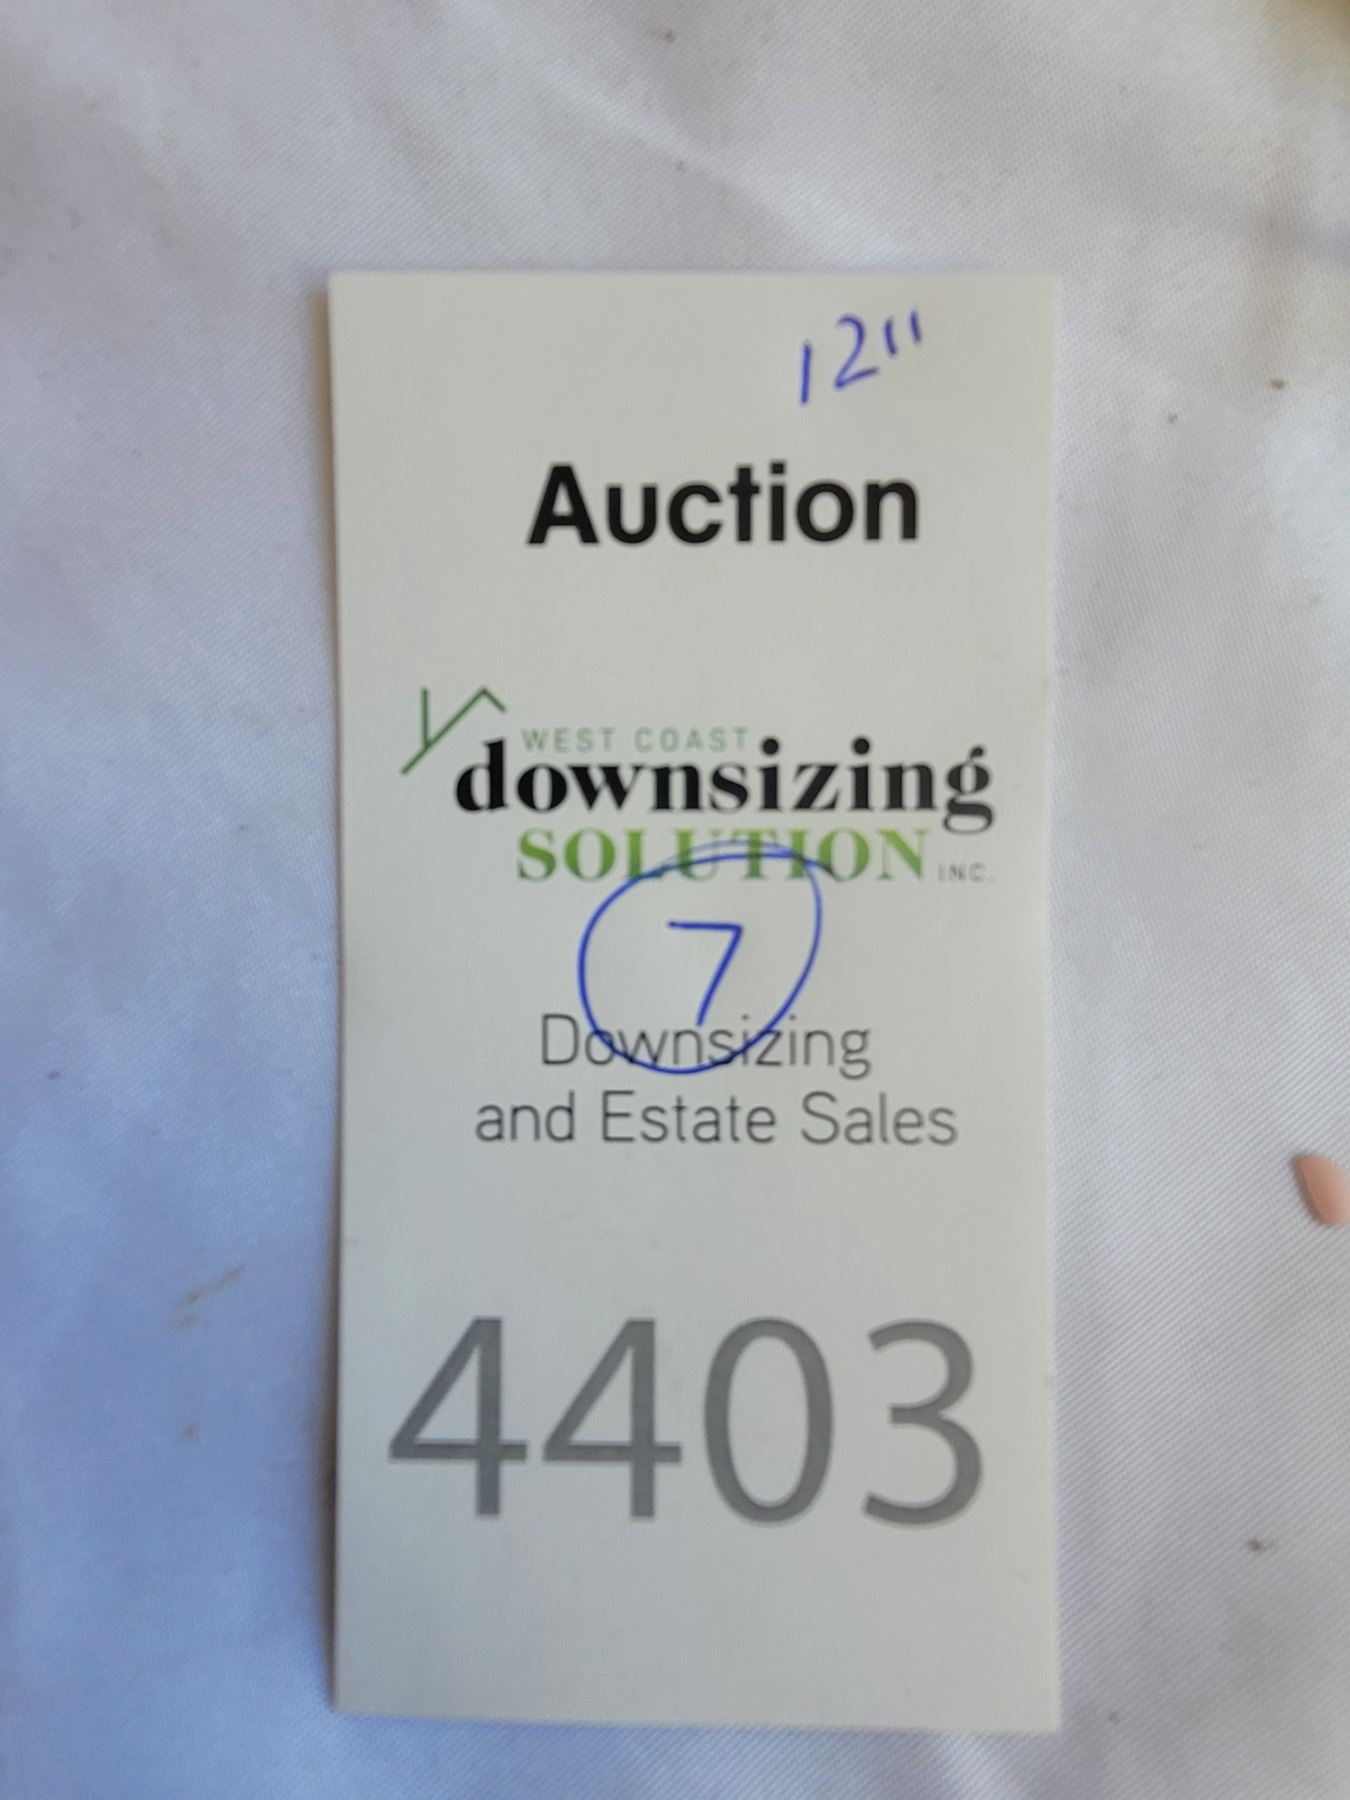 12"
Auction
WEST COAST
downsizing
SOLUTION INC.
7
Downsizing
and Estate Sales
4403